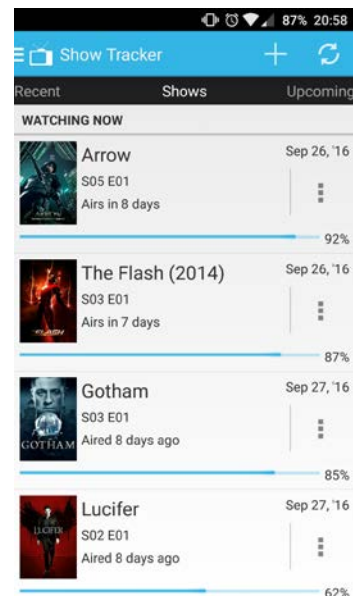 87% 20:58
Show Tracker
Recent Shows Upcoming
WATCHING NOW
Arrow Sep 26, '16
S05 E01
Airs in 8 days
92%
The Flash (2014) Sep 26, '16
S03 E01
Airs in 7 days
FLASH
87%
Gotham Sep 27, '16
S03 E01
Aired 8 days ago
GOTHAM
85%
Lucifer Sep 27, '16
S02 E01
LUCIFER
Aired 8 days ago
62%